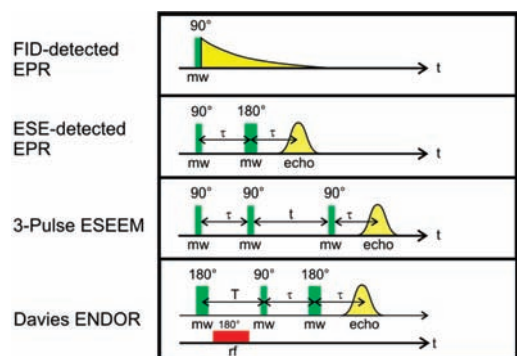 FID-detected
EPR
90°
mw
t
ESE-detected
EPR
90° 180°
τ τ
mw mw echo
t
3-Pulse ESEEM
90° 90° 90°
τ t τ
mw mw mw echo
t
Davies ENDOR
180° 90° 180°
T τ τ
mw 180° mw mw echo
rf
t